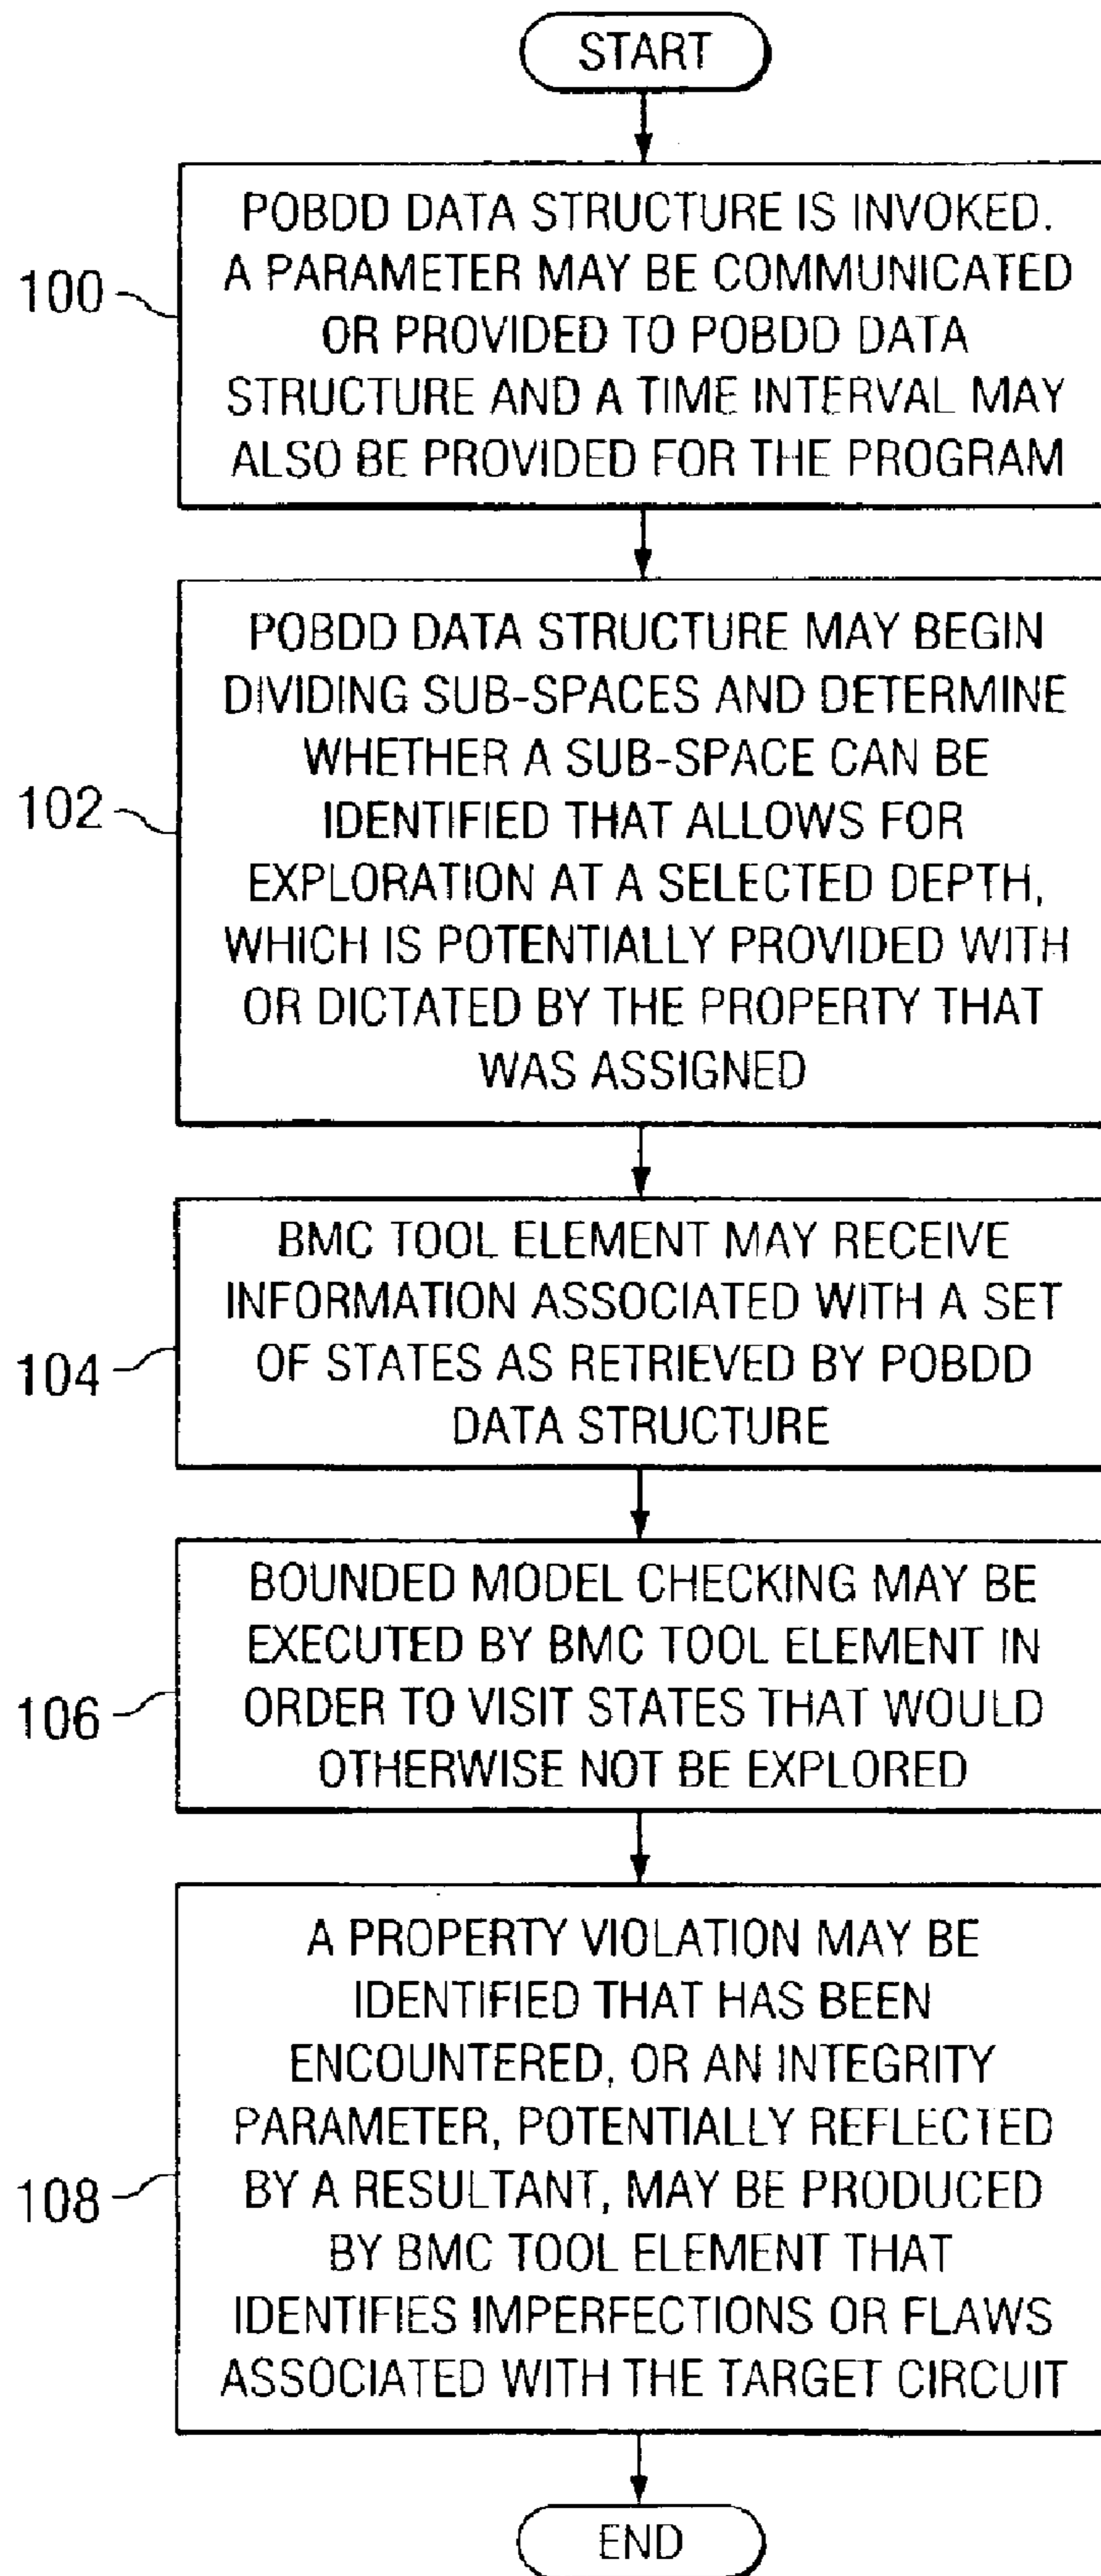 START
100
POBDD DATA STRUCTURE IS INVOKED.
A PARAMETER MAY BE COMMUNICATED
OR PROVIDED TO POBDD DATA
STRUCTURE AND A TIME INTERVAL MAY
ALSO BE PROVIDED FOR THE PROGRAM
102
POBDD DATA STRUCTURE MAY BEGIN
DIVIDING SUB-SPACES AND DETERMINE
WHETHER A SUB-SPACE CAN BE
IDENTIFIED THAT ALLOWS FOR
EXPLORATION AT A SELECTED DEPTH,
WHICH IS POTENTIALLY PROVIDED WITH
OR DICTATED BY THE PROPERTY THAT
WAS ASSIGNED
104
BMC TOOL ELEMENT MAY RECEIVE
INFORMATION ASSOCIATED WITH A SET
OF STATES AS RETRIEVED BY POBDD
DATA STRUCTURE
106
BOUNDED MODEL CHECKING MAY BE
EXECUTED BY BMC TOOL ELEMENT IN
ORDER TO VISIT STATES THAT WOULD
OTHERWISE NOT BE EXPLORED
108
A PROPERTY VIOLATION MAY BE
IDENTIFIED THAT HAS BEEN
ENCOUNTERED, OR AN INTEGRITY
PARAMETER, POTENTIALLY REFLECTED
BY A RESULTANT, MAY BE PRODUCED
BY BMC TOOL ELEMENT THAT
IDENTIFIES IMPERFECTIONS OR FLAWS
ASSOCIATED WITH THE TARGET CIRCUIT
END